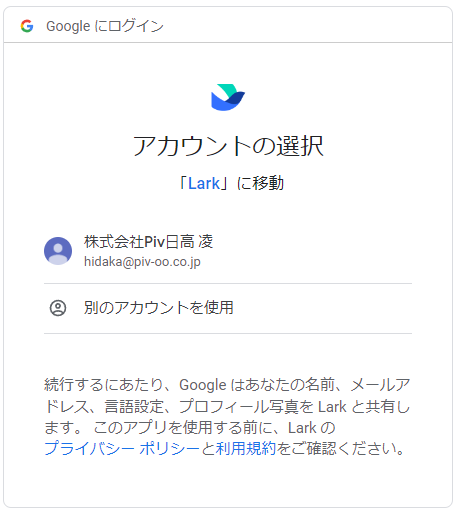 Google にログイン
アカウントの選択
「Lark」に移動
株式会社Piv日高 凌
hidaka@piv-oo.co.jp
別のアカウントを使用
続行するにあたり、Google はあなたの名前、メールア
ドレス、言語設定、プロフィール写真を Lark と共有し
ます。 このアプリを使用する前に、Lark の
プライバシー ポリシーと利用規約をご確認ください。